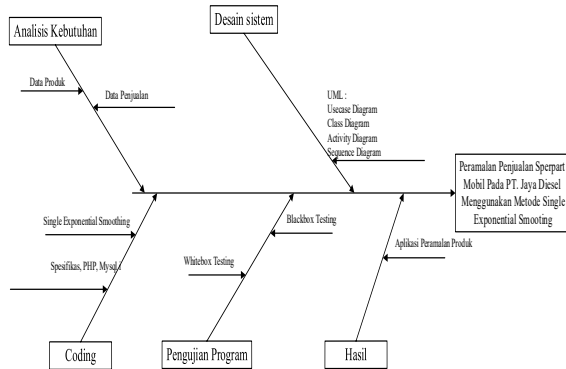 Analisis Kebutuhan
Desain sistem
Data Produk
Data Penjualan
UML :
Usecase Diagram
Class Diagram
Activity Diagram
Sequence Diagram
Peramalan Penjualan Sperpart
Mobil Pada PT. Jaya Diesel
Menggunakan Metode Single
Exponential Smooting
Single Exponential Smoothing
Spesifikas, PHP, Mysql i
Blackbox Testing
Whitebox Testing
Aplikasi Peramalan Produk
Coding
Pengujian Program
Hasil